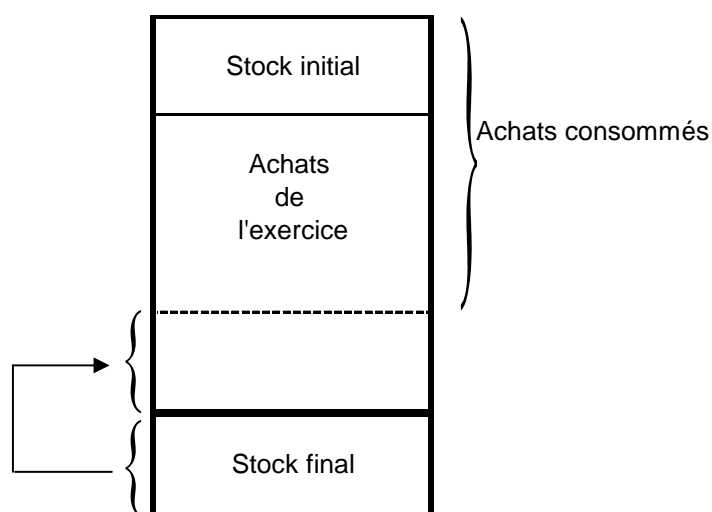 Stock initial
Achats consommés
Achats
de
l'exercice
Stock final